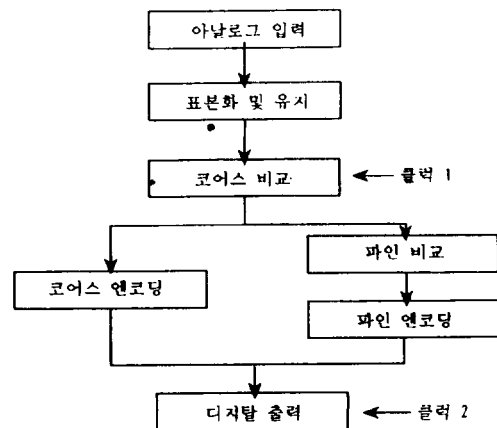 아날로그 입력
표본화 및 유지
코어스 비교
클럭 1
파인 비교
코어스 엔코딩
파인 엔코딩
디지탈 출력
클럭 2